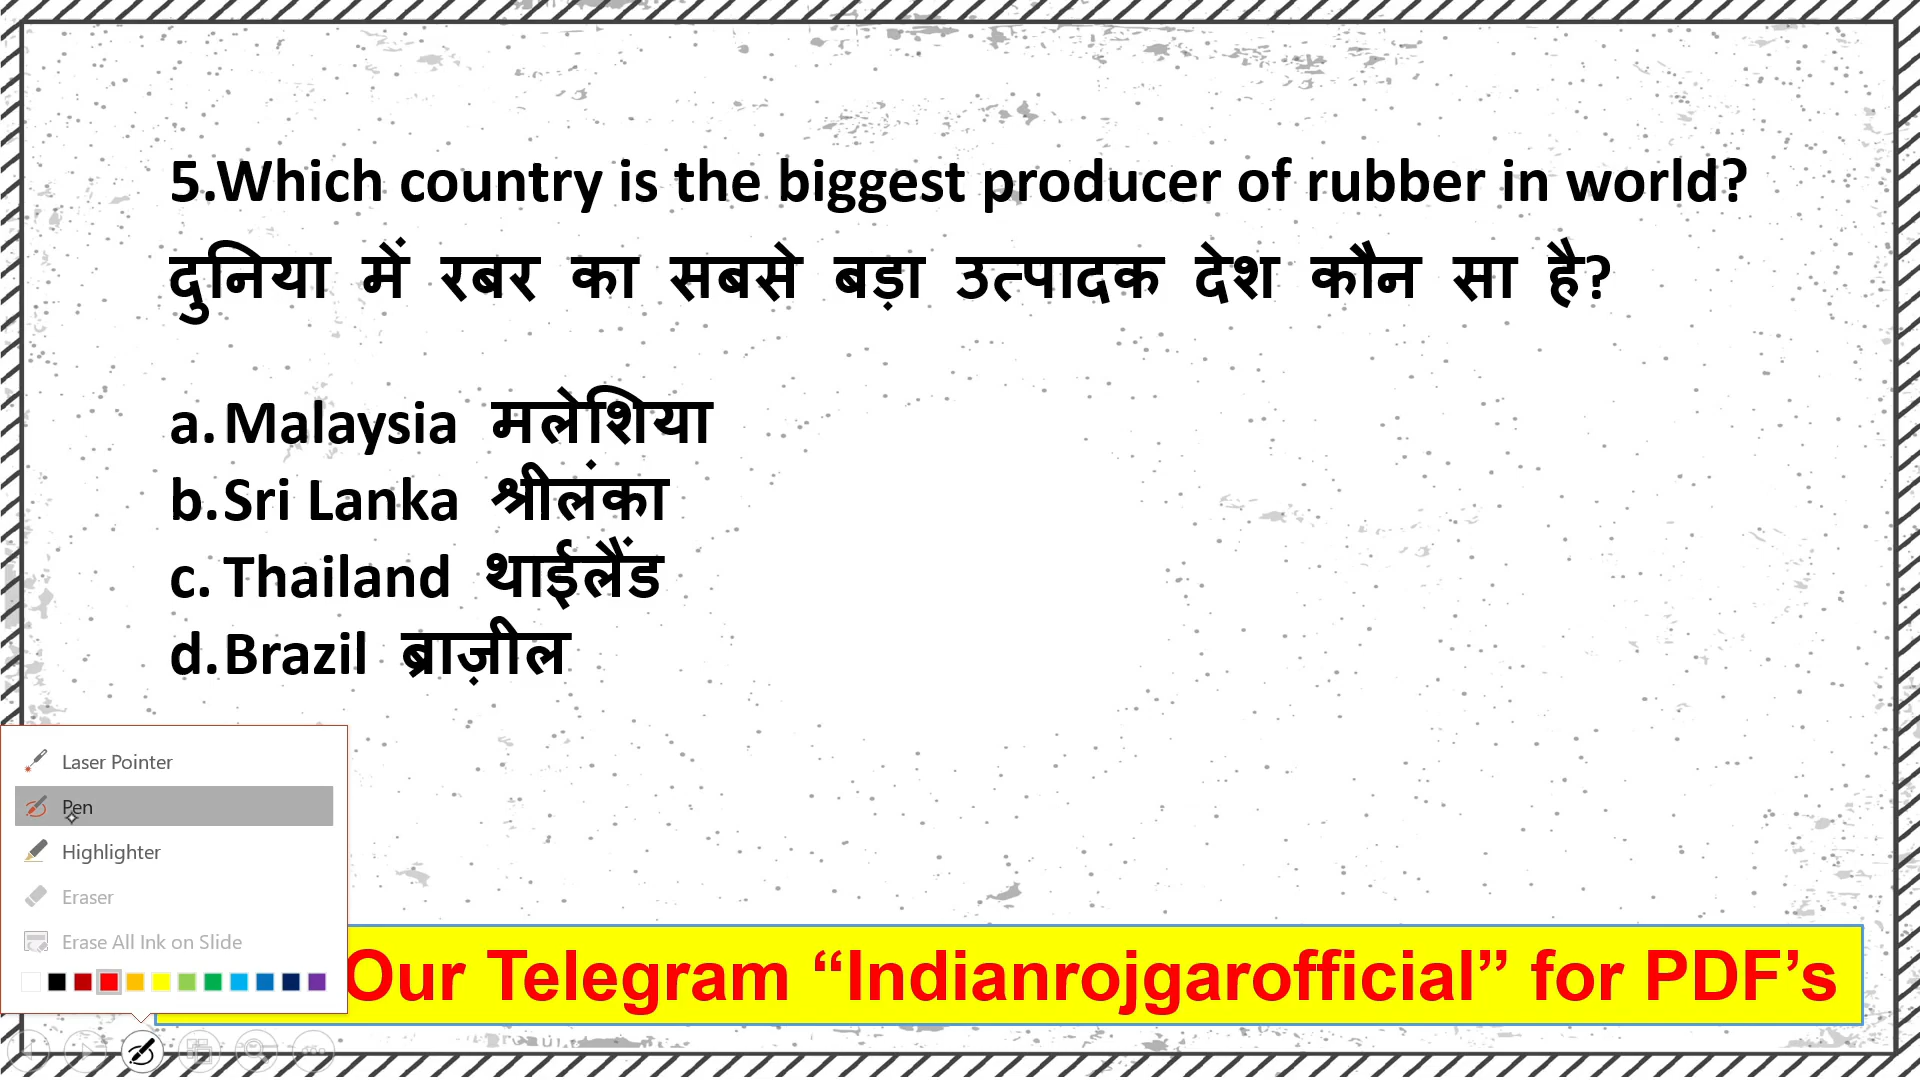 5.Which country is the biggest producer of rubber in world?
दुनिया में रबर का सबसे बड़ा उत्पादक देश कौन सा है?
a. Malaysia मलेशिया
b. Sri Lanka श्रीलंका
c. Thailand थाईलैंड
d. Brazil ब्राज़ील
Laser Pointer
Pen
Highlighter
Eraser
Erase All Ink on Slide
Our Telegram “Indianrojgarofficial” for PDF’s